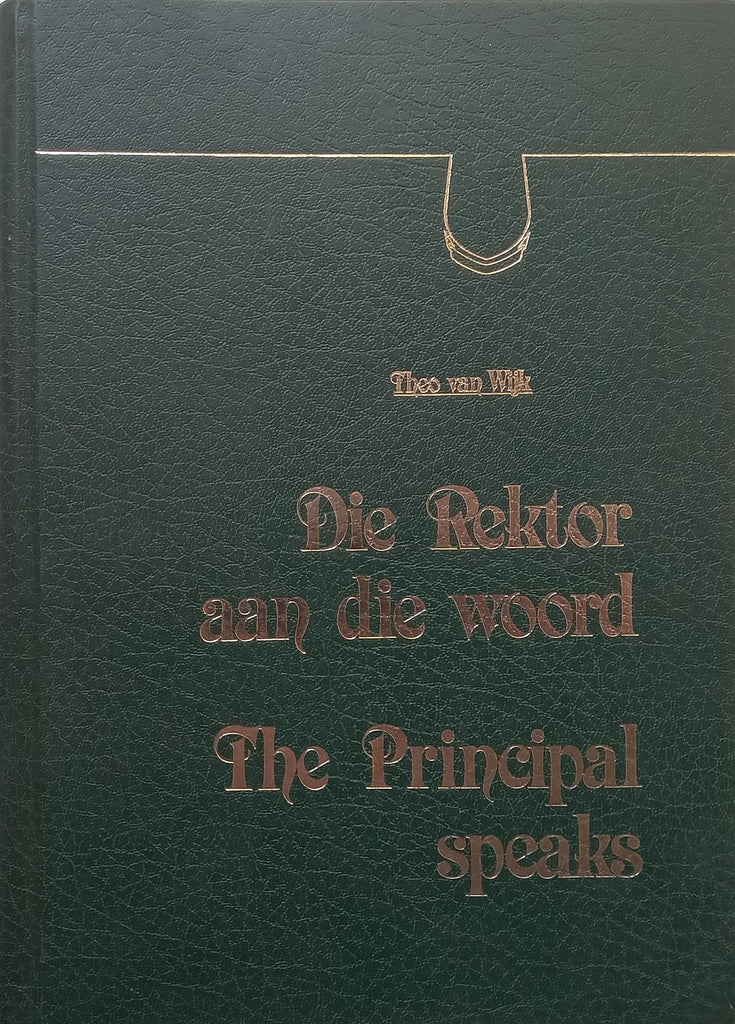 Theo van Wijk
Die Rektor
aan die woord
The Principal
speaks